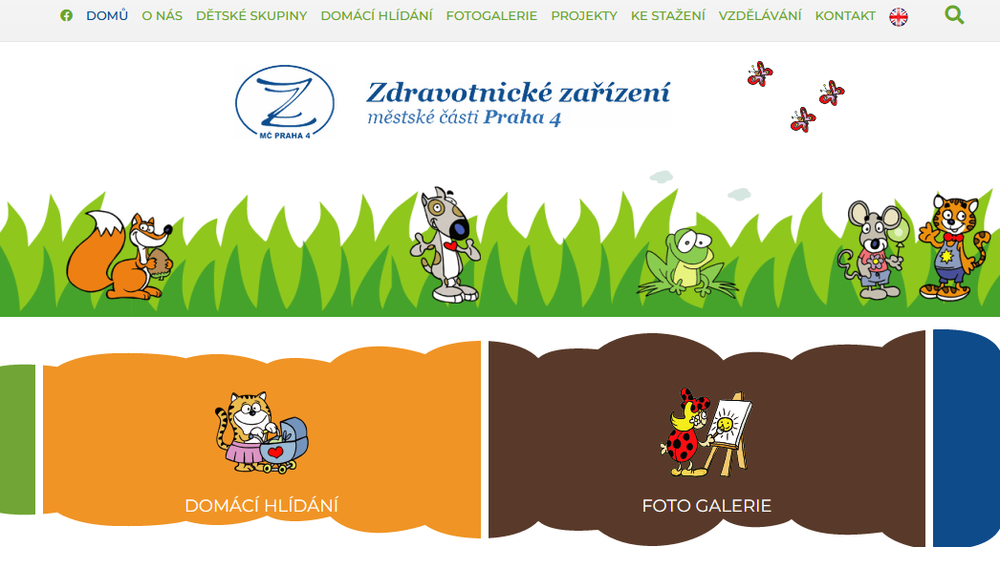 DOMŮ O NÁS DĚTSKÉ SKUPINY DOMÁCÍ HLÍDÁNÍ FOTOGALERIE PROJEKTY KE STAŽENÍ VZDĚLÁVÁNÍ KONTAKT
Zdravotnické zařízení
městské části Praha 4
MČ PRAHA 4
DOMÁCÍ HLÍDÁNÍ
FOTO GALERIE